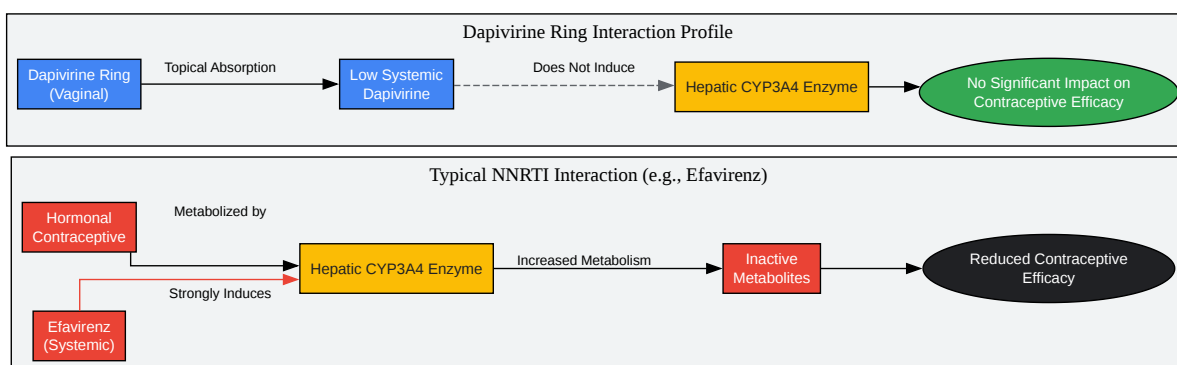 Dapivirine Ring Interaction Profile
Dapivirine Ring
(Vaginal)
Topical Absorption
Low Systemic
Dapivirine
Does Not Induce
Hepatic CYP3A4 Enzyme
No Significant Impact on
Contraceptive Efficacy
Typical NNRTI Interaction (e.g., Efavirenz)
Hormonal
Contraceptive
Metabolized by
Efavirenz
(Systemic)
Strongly Induces
Hepatic CYP3A4 Enzyme
Increased Metabolism
Inactive
Metabolites
Reduced Contraceptive
Efficacy